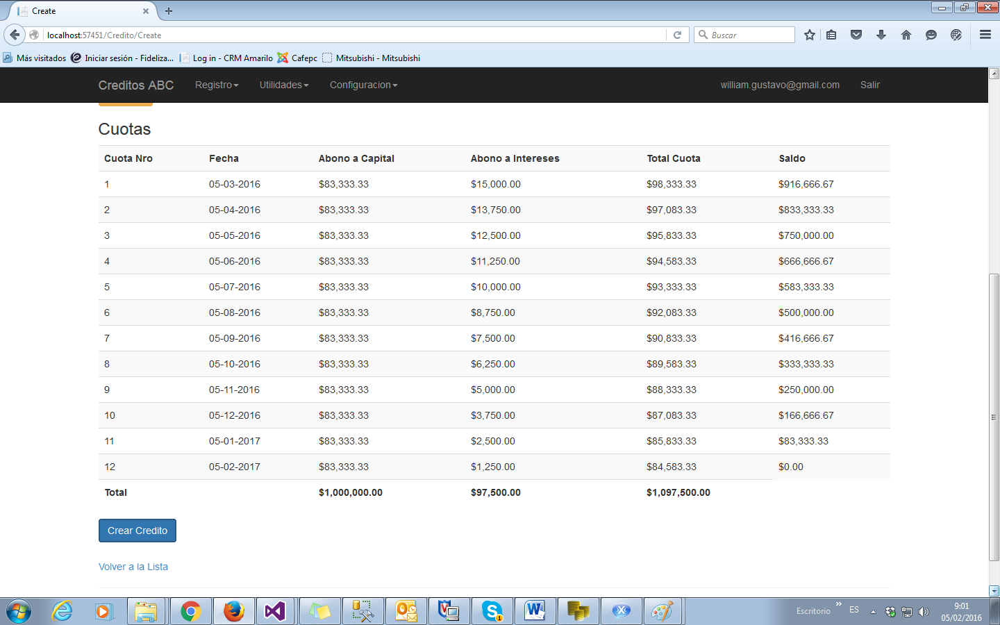 Create
localhost:57451/Credito/Create
Buscar
Más visitados Iniciar sesión - Fideliza... Log in - CRM Amarilo Cafepc Mitsubishi - Mitsubishi
Creditos ABC Registro Utilidades Configuracion william.gustavo@gmail.com Salir
Cuotas
Cuota Nro Fecha Abono a Capital Abono a Intereses Total Cuota Saldo
1 05-03-2016 $83,333.33 $15,000.00 $98,333.33 $916,666.67
2 05-04-2016 $83,333.33 $13,750.00 $97,083.33 $833,333.33
3 05-05-2016 $83,333.33 $12,500.00 $95,833.33 $750,000.00
4 05-06-2016 $83,333.33 $11,250.00 $94,583.33 $666,666.67
5 05-07-2016 $83,333.33 $10,000.00 $93,333.33 $583,333.33
6 05-08-2016 $83,333.33 $8,750.00 $92,083.33 $500,000.00
7 05-09-2016 $83,333.33 $7,500.00 $90,833.33 $416,666.67
8 05-10-2016 $83,333.33 $6,250.00 $89,583.33 $333,333.33
9 05-11-2016 $83,333.33 $5,000.00 $88,333.33 $250,000.00
10 05-12-2016 $83,333.33 $3,750.00 $87,083.33 $166,666.67
11 05-01-2017 $83,333.33 $2,500.00 $85,833.33 $83,333.33
12 05-02-2017 $83,333.33 $1,250.00 $84,583.33 $0.00
Total $1,000,000.00 $97,500.00 $1,097,500.00
Crear Credito
Volver a la Lista
Escritorio » ES 9:01
05/02/2016